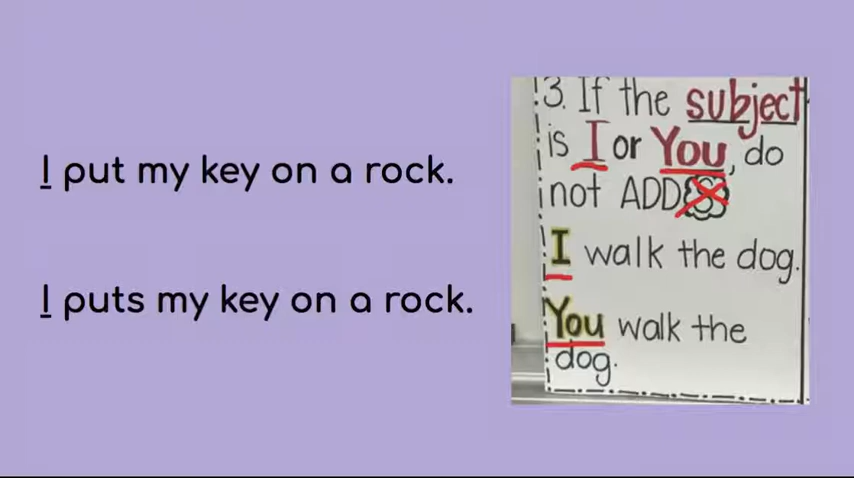 I put my key on a rock.
I puts my key on a rock.
3. If the subject
is I or You, do
not ADD S
I walk the dog.
You walk the
dog.